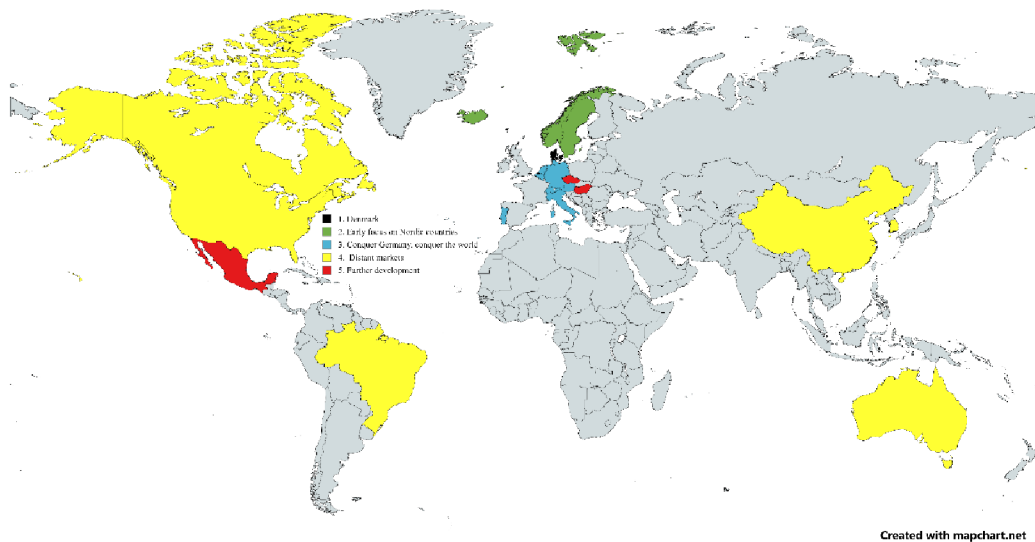 1. Denmark
2. Early focus on Nordic countries
3. Conquer Germany, conquer the world
4. Distant markets
5. Further development
Created with mapchart.net